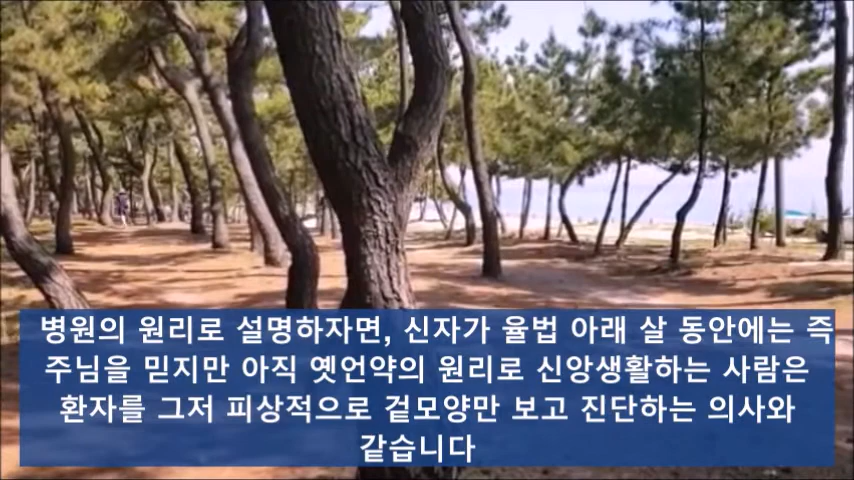 병원의 원리로 설명하자면, 신자가 율법 아래 살 동안에는 즉
주님을 믿지만 아직 옛언약의 원리로 신앙생활하는 사람은
환자를 그저 피상적으로 겉모양만 보고 진단하는 의사와
같습니다